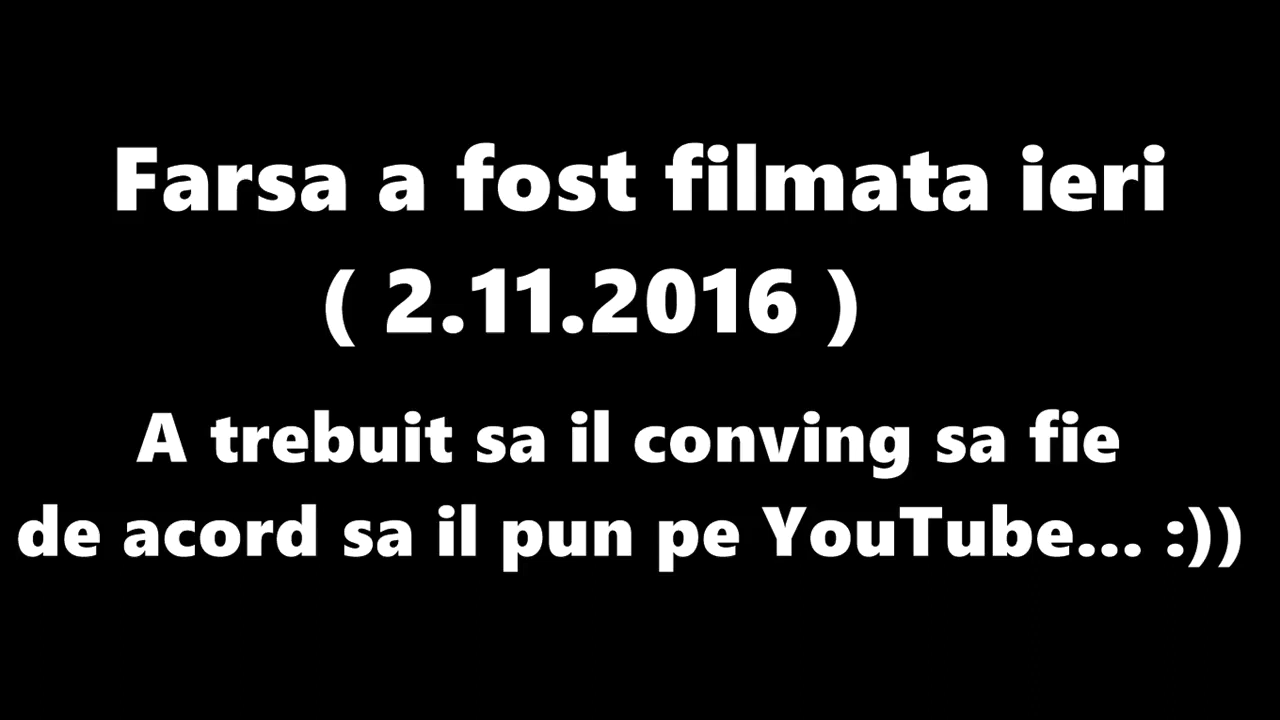 Farsa a fost filmata ieri
( 2.11.2016 )
A trebuit sa il conving sa fie
de acord sa il pun pe YouTube... :))